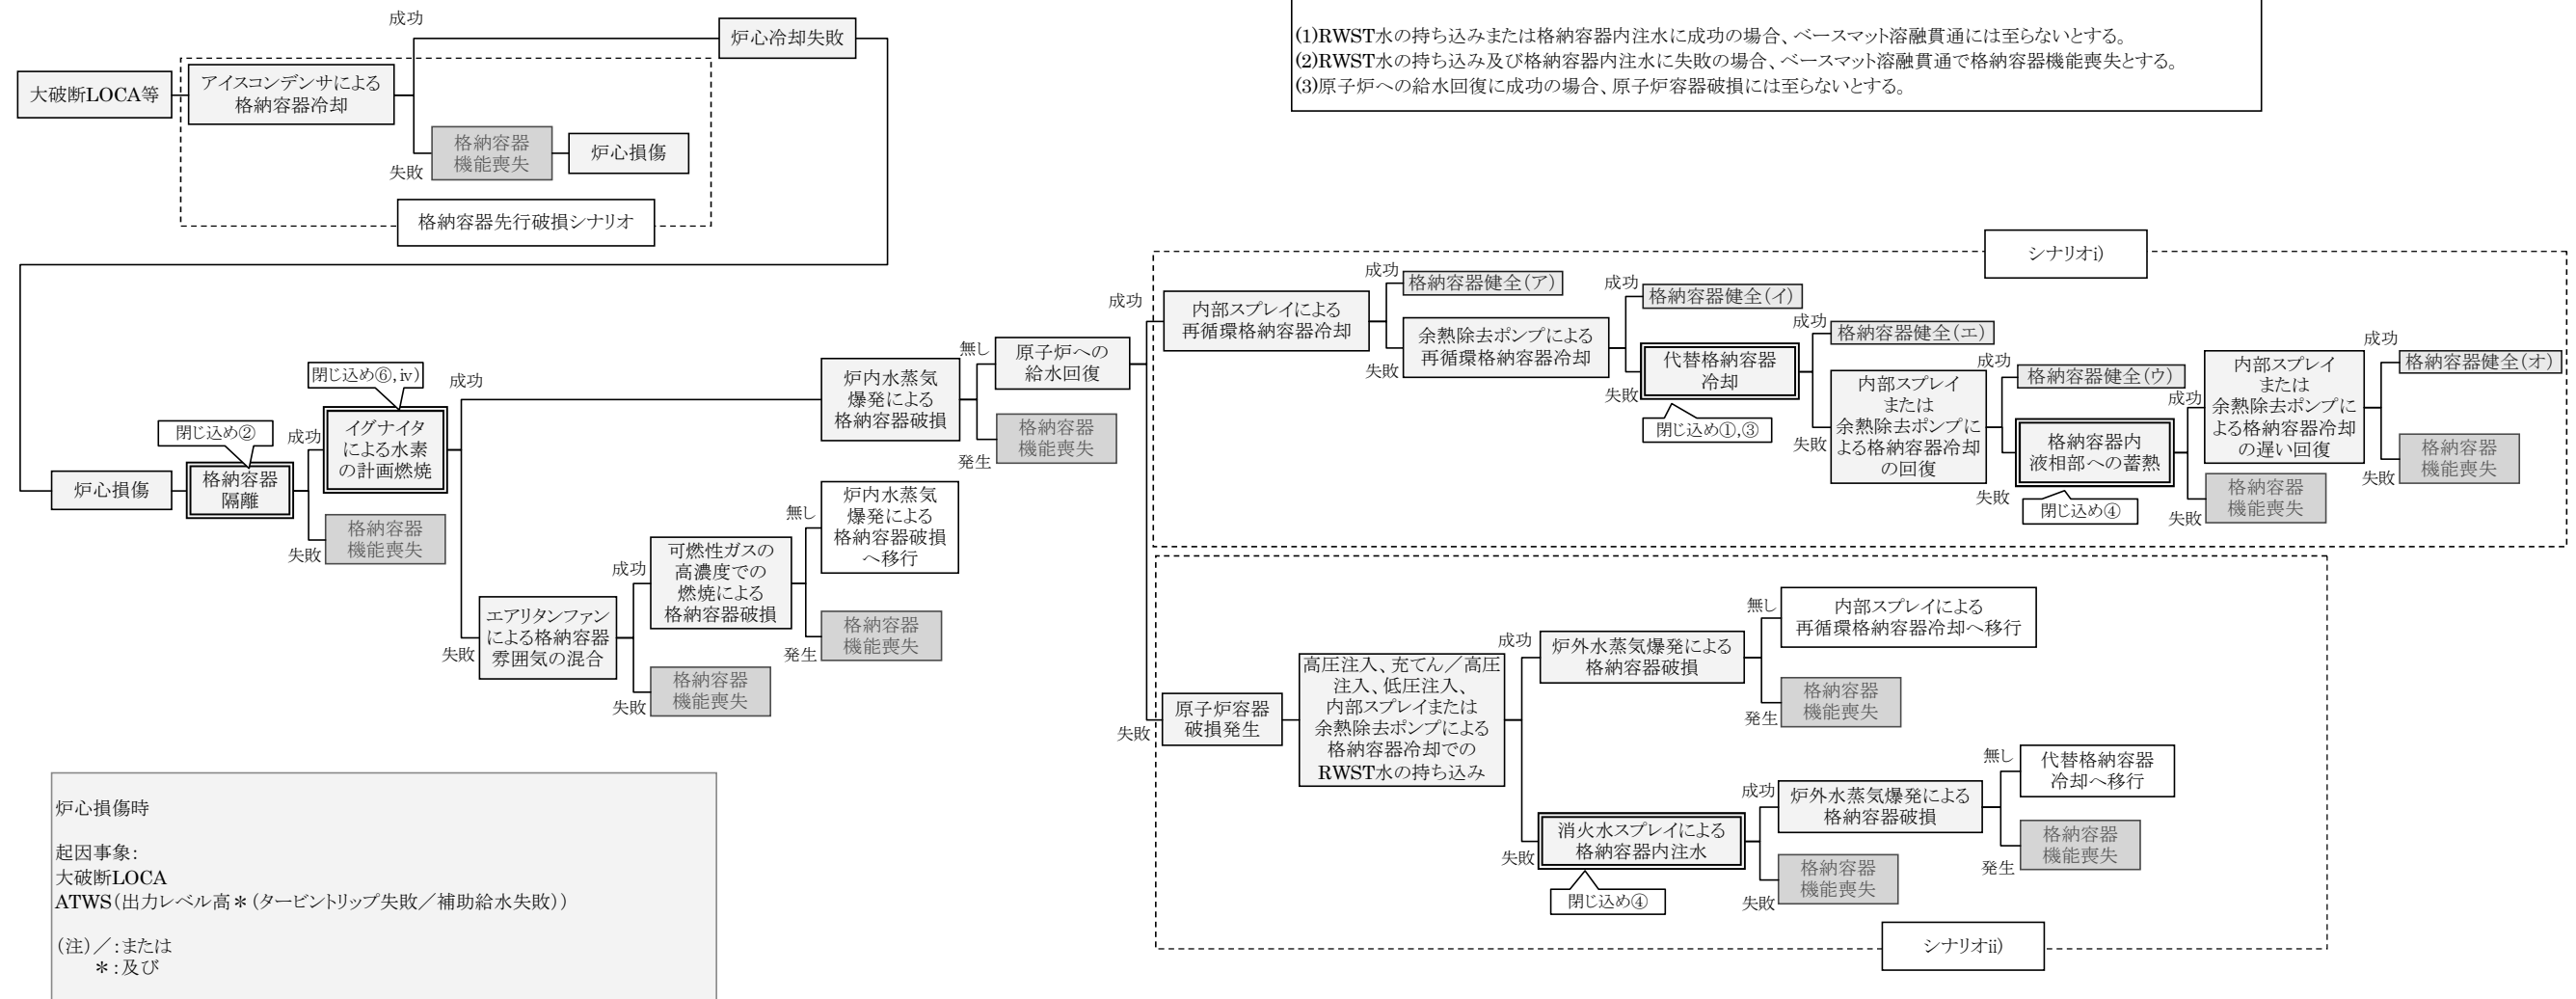 (1)RWST水の持ち込みまたは格納容器内注水に成功の場合、ベースマット溶融貫通には至らないとする。
(2)RWST水の持ち込み及び格納容器内注水に失敗の場合、ベースマット溶融貫通で格納容器機能喪失とする。
(3)原子炉への給水回復に成功の場合、原子炉容器破損には至らないとする。
大破断LOCA等
アイスコンデンサによる
格納容器冷却
成功
炉心冷却失敗
失敗
格納容器
機能喪失
炉心損傷
格納容器先行破損シナリオ
炉心損傷
閉じ込め②
格納容器
隔離
成功
閉じ込め⑥,iv)
イグナイタ
による水素
の計画燃焼
失敗
格納容器
機能喪失
成功
炉内水蒸気
爆発による
格納容器破損
失敗
エアリタンファン
による格納容器
雰囲気の混合
成功
可燃性ガスの
高濃度での
燃焼による
格納容器破損
失敗
格納容器
機能喪失
無し
炉内水蒸気
爆発による
格納容器破損
へ移行
発生
格納容器
機能喪失
無し
原子炉への
給水回復
発生
格納容器
機能喪失
シナリオi)
成功
内部スプレイによる
再循環格納容器冷却
成功
格納容器健全(ア)
失敗
余熱除去ポンプによる
再循環格納容器冷却
成功
格納容器健全(イ)
失敗
代替格納容器
冷却
閉じ込め①,③
成功
格納容器健全(エ)
失敗
内部スプレイ
または
余熱除去ポンプに
よる格納容器冷却
の回復
成功
格納容器健全(ウ)
失敗
格納容器内
液相部への蓄熱
閉じ込め④
成功
内部スプレイ
または
余熱除去ポンプに
よる格納容器冷却
の遅い回復
失敗
格納容器
機能喪失
成功
格納容器健全(オ)
失敗
格納容器
機能喪失
失敗
原子炉容器
破損発生
高圧注入、充てん/高圧
注入、低圧注入、
内部スプレイまたは
余熱除去ポンプによる
格納容器冷却での
RWST水の持ち込み
成功
炉外水蒸気爆発による
格納容器破損
無し
内部スプレイによる
再循環格納容器冷却へ移行
発生
格納容器
機能喪失
失敗
消火水スプレイによる
格納容器内注水
閉じ込め④
成功
炉外水蒸気爆発による
格納容器破損
無し
代替格納容器
冷却へ移行
発生
格納容器
機能喪失
失敗
格納容器
機能喪失
シナリオii)
炉心損傷時
起因事象:
大破断LOCA
ATWS(出力レベル高*(タービントリップ失敗/補助給水失敗))
(注)/:または
*:及び